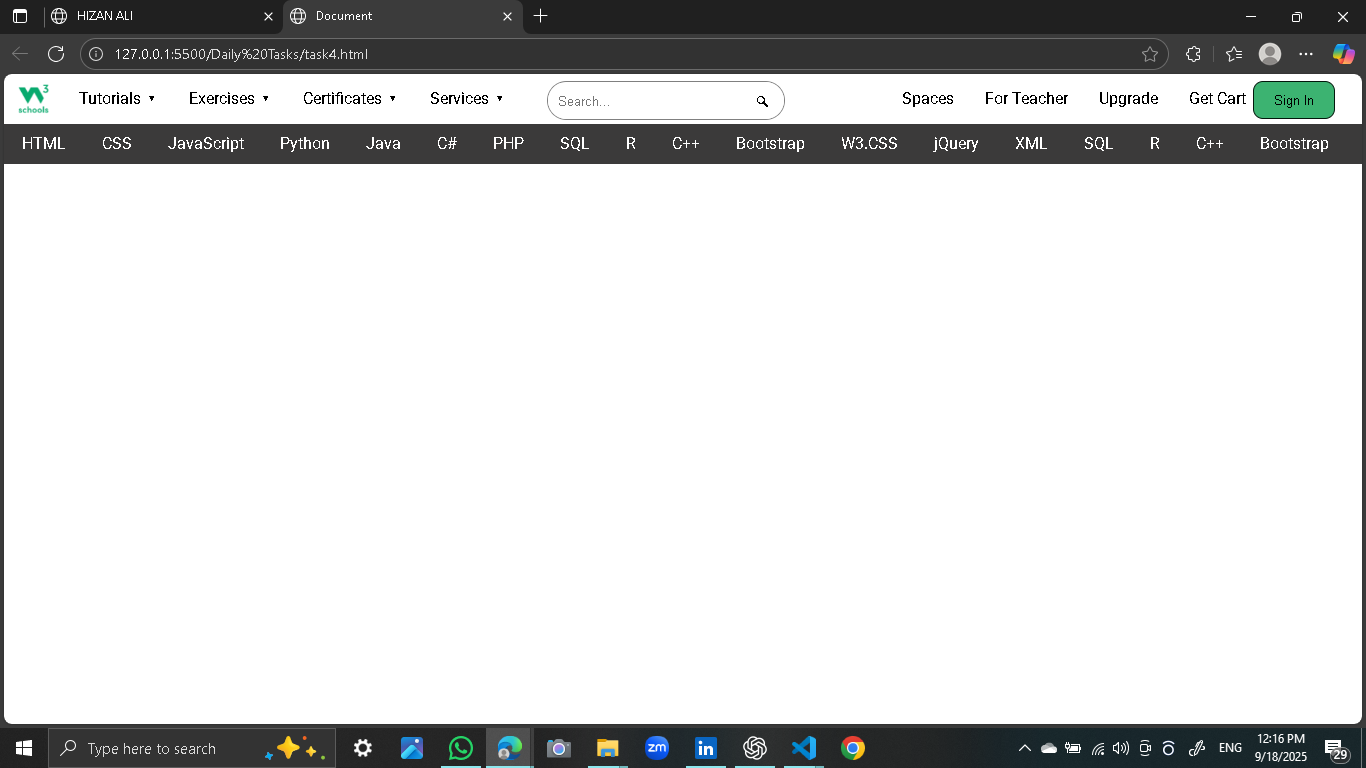 HIZAN ALI
Document
127.0.0.1:5500/Daily%20Tasks/task4.html
W3 schools Tutorials ▼ Exercises ▼ Certificates ▼ Services ▼ Search... Spaces For Teacher Upgrade Get Cart Sign In
HTML CSS JavaScript Python Java C# PHP SQL R C++ Bootstrap W3.CSS jQuery XML SQL R C++ Bootstrap
Type here to search zm in ENG 12:16 PM
9/18/2025 29